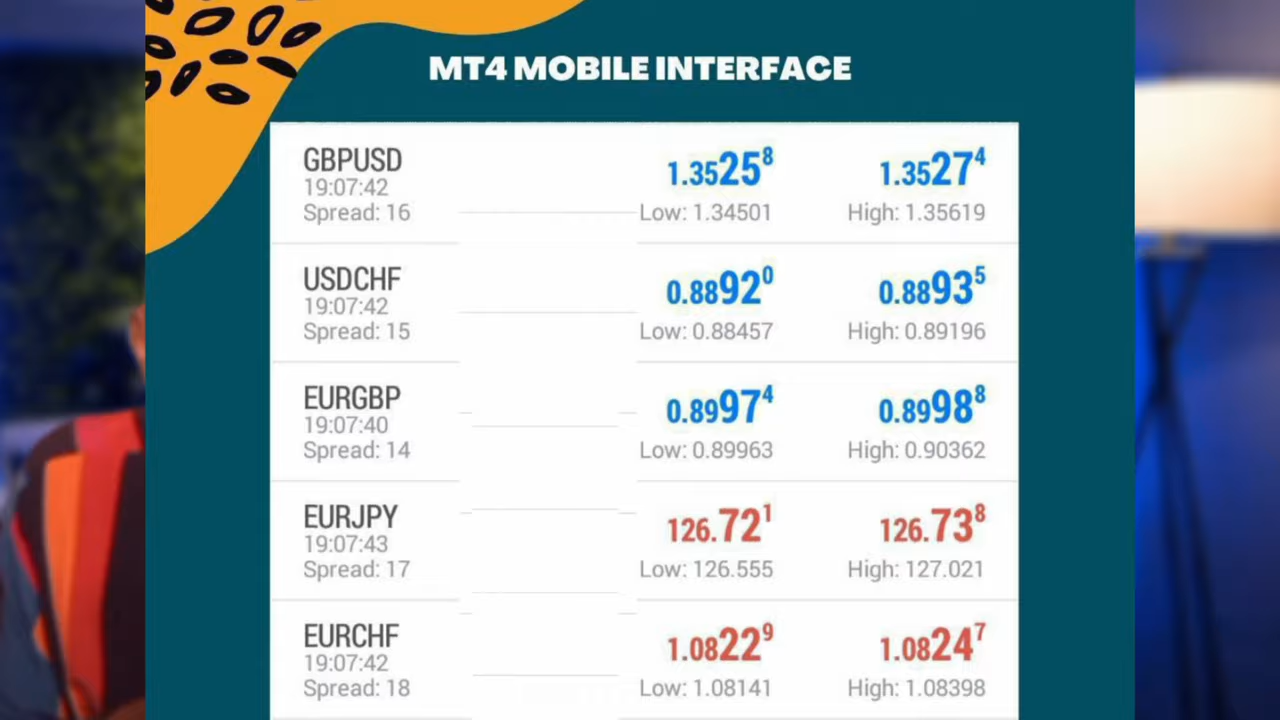 MT4 MOBILE INTERFACE
GBPUSD
19:07:42
Spread: 16
1.35258
1.35274
Low: 1.34501
High: 1.35619
USDCHF
19:07:42
Spread: 15
0.88920
0.88935
Low: 0.88457
High: 0.89196
EURGBP
19:07:40
Spread: 14
0.89974
0.89988
Low: 0.89963
High: 0.90362
EURJPY
19:07:43
Spread: 17
126.721
126.738
Low: 126.555
High: 127.021
EURCHF
19:07:42
Spread: 18
1.08229
1.08247
Low: 1.08141
High: 1.08398